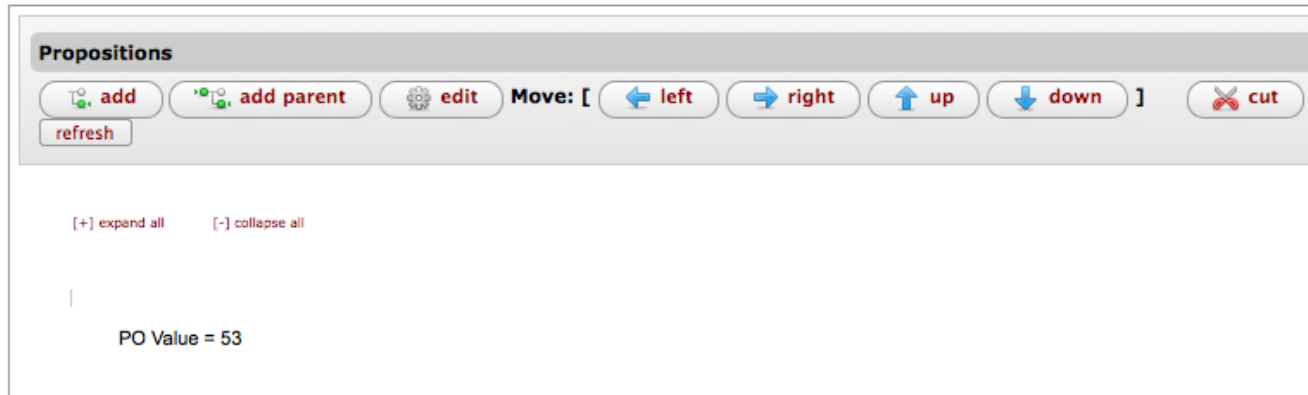 Propositions
add add parent edit Move: [ left right up down ] cut
refresh
[+] expand all [-] collapse all
PO Value = 53